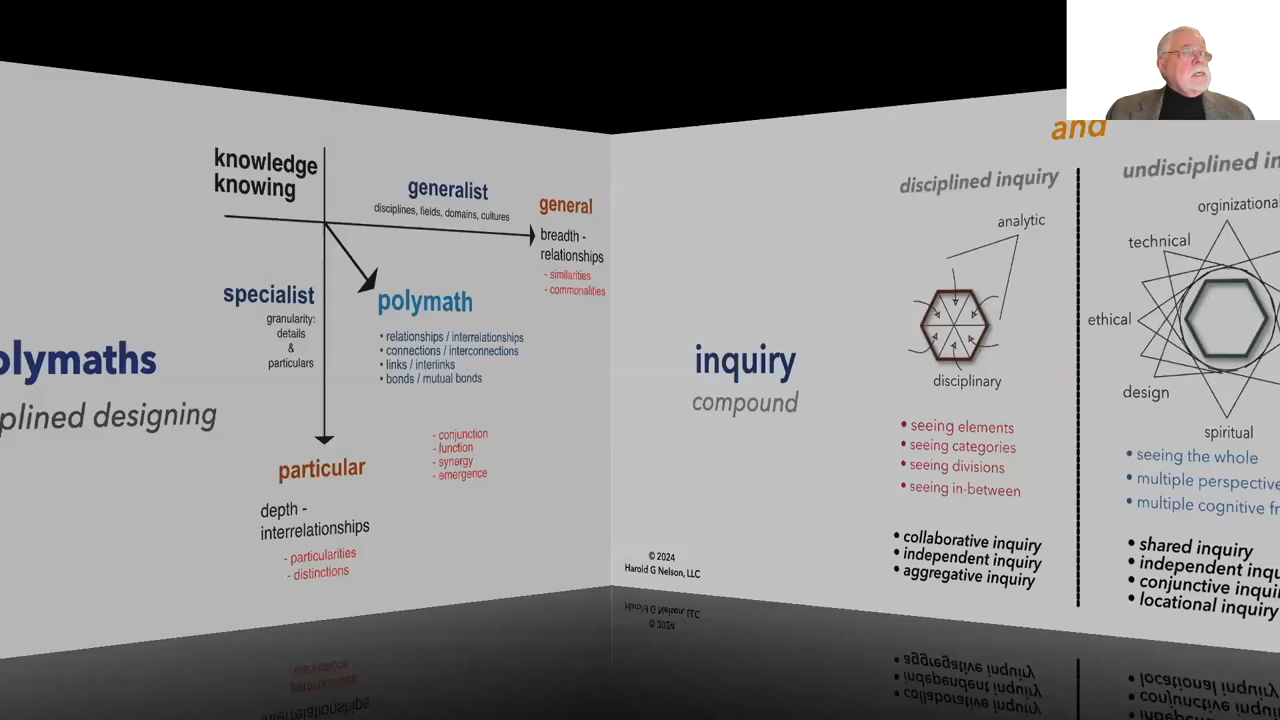 knowledge
knowing
generalist
disciplines, fields, domains, cultures
general
breadth -
relationships
- similarities
- commonalities
specialist
granularity:
details
&
particulars
polymath
• relationships / interrelationships
• connections / interconnections
• links / interlinks
• bonds / mutual bonds
olymaths
plined designing
- conjunction
- function
- synergy
- emergence
particular
depth -
interrelationships
- particularities
- distinctions
inquiry
compound
© 2024
Harold G Nelson, LLC
and
disciplined inquiry
analytic
disciplinary
• seeing elements
• seeing categories
• seeing divisions
• seeing in-between
• collaborative inquiry
• independent inquiry
• aggregative inquiry
undisciplined in
orginizational
technical
ethical
design
spiritual
• seeing the whole
• multiple perspective
• multiple cognitive fr
• shared inquiry
• independent inqu
• conjunctive inqui
• locational inquiry